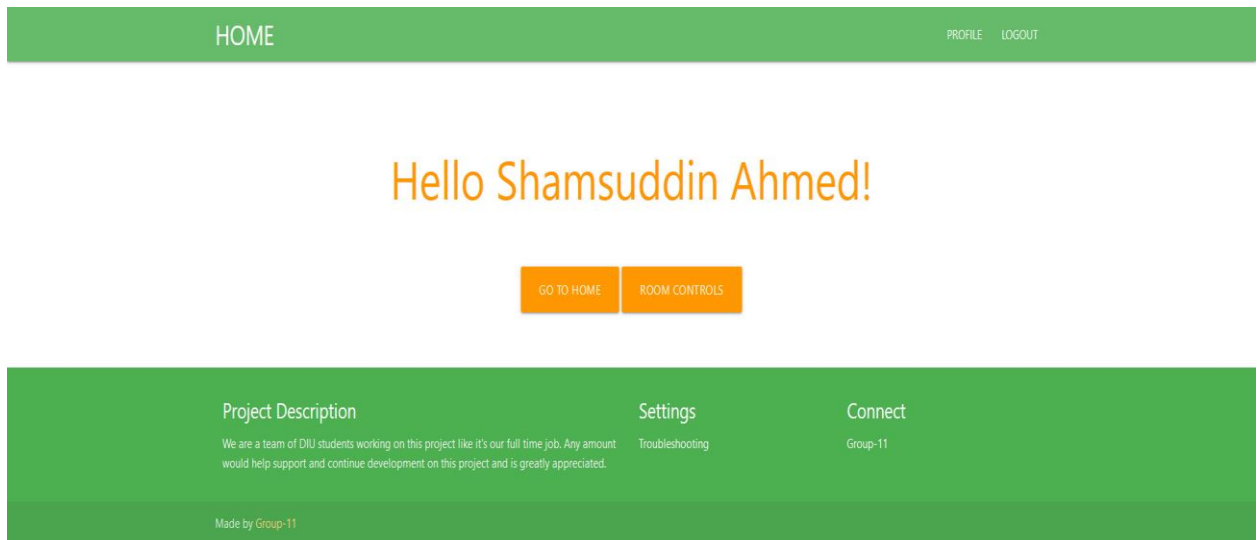 HOME
PROFILE LOGOUT
Hello Shamsuddin Ahmed!
GO TO HOME ROOM CONTROLS
Project Description
We are a team of DIU students working on this project like it's our full time job. Any amount
would help support and continue development on this project and is greatly appreciated.
Settings
Troubleshooting
Connect
Group-11
Made by Group-11